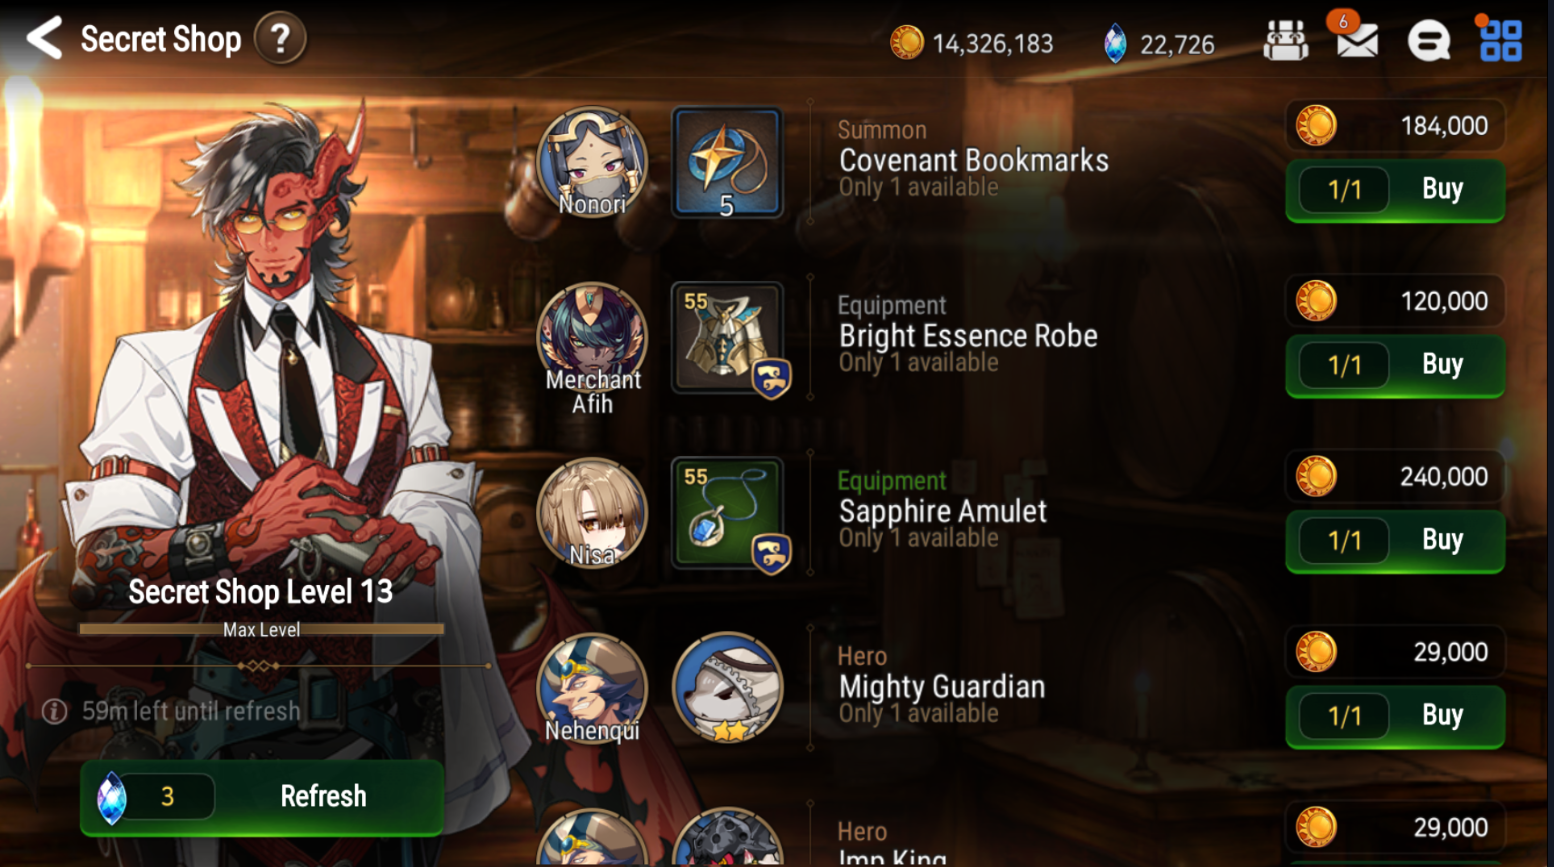 Secret Shop
?
14,326,183
22,726
6
Nonori
5
Summon
Covenant Bookmarks
Only 1 available
184,000
1/1
Buy
Merchant
Afih
55
Equipment
Bright Essence Robe
Only 1 available
120,000
1/1
Buy
Nisa
55
Equipment
Sapphire Amulet
Only 1 available
240,000
1/1
Buy
Nehenqui
Hero
Mighty Guardian
Only 1 available
29,000
1/1
Buy
Hero
Imp King
29,000
Secret Shop Level 13
Max Level
59m left until refresh
3
Refresh